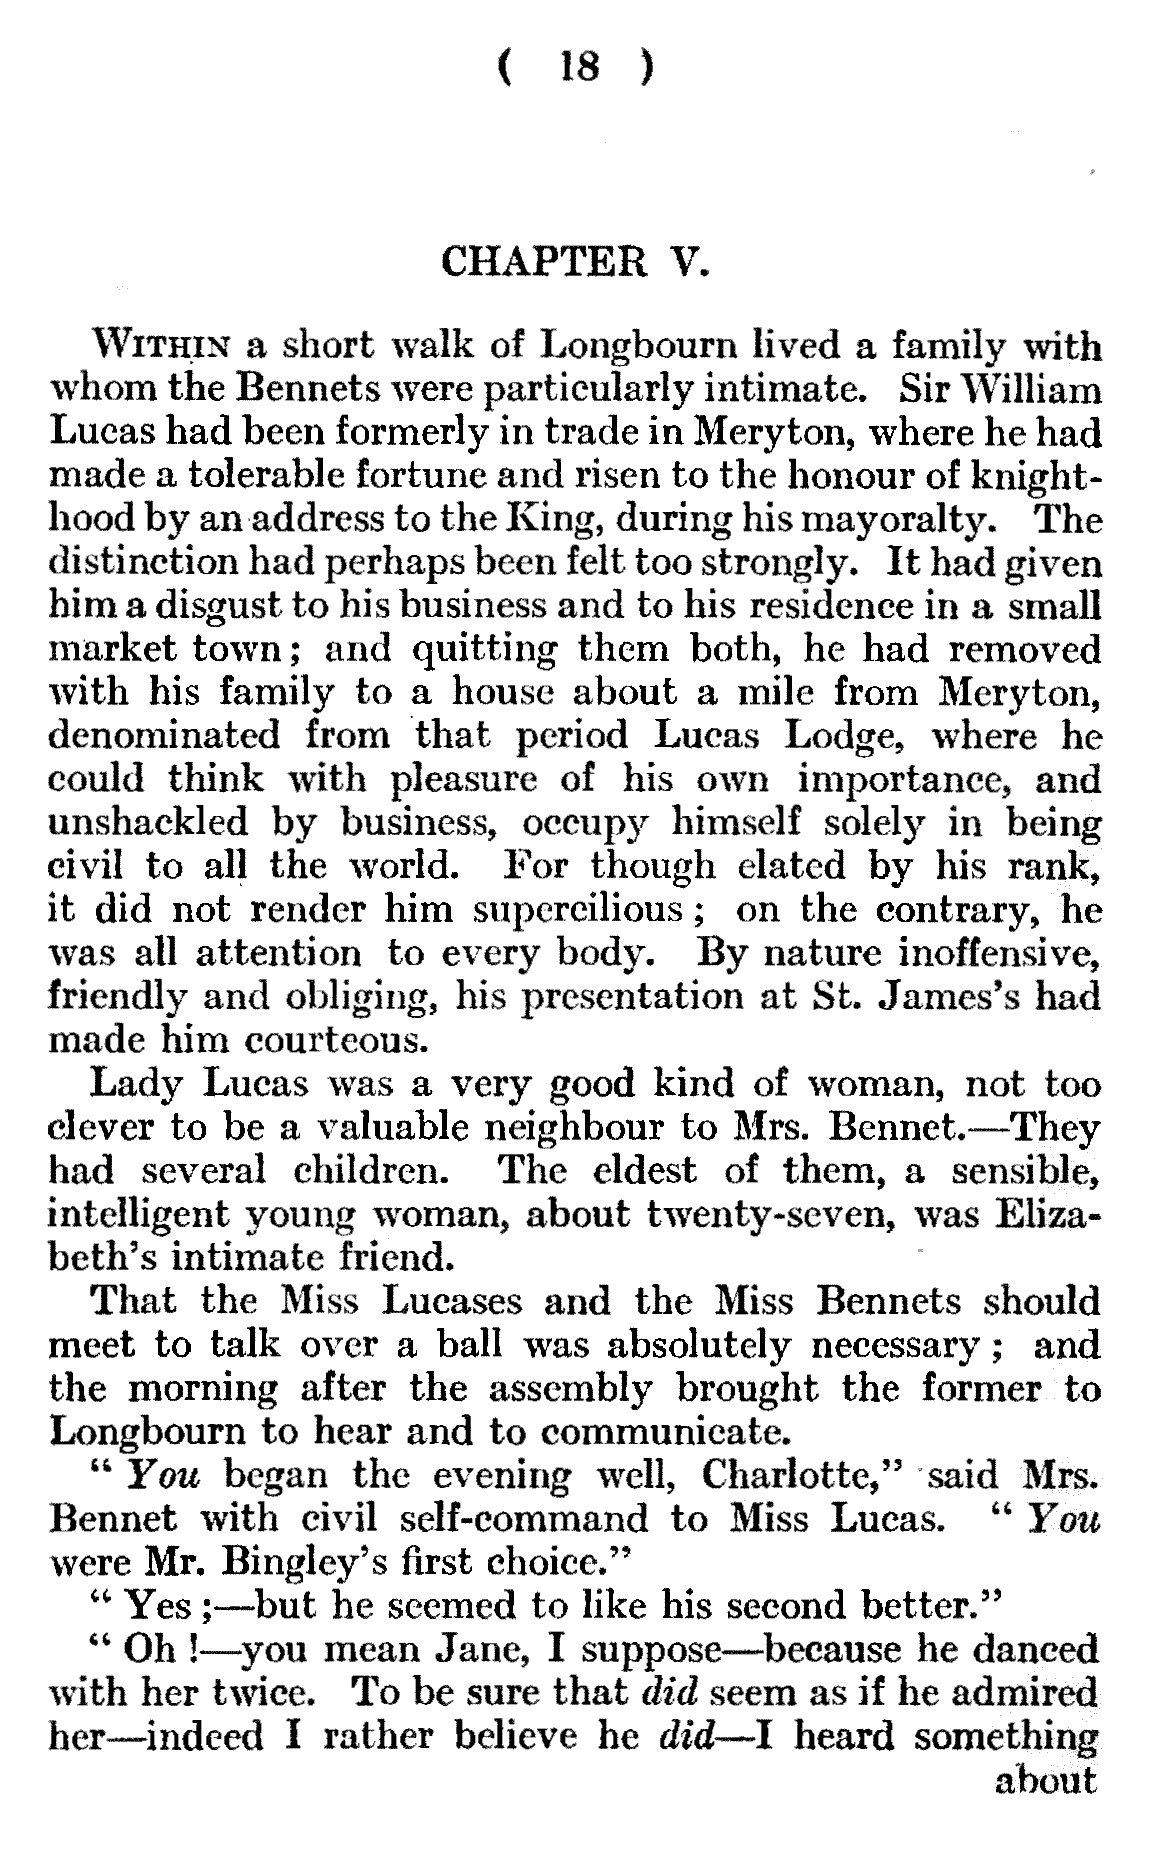 ( 18 )
CHAPTER V.
WITHIN a short walk of Longbourn lived a family with
whom the Bennets were particularly intimate. Sir William
Lucas had been formerly in trade in Meryton, where he had
made a tolerable fortune and risen to the honour of knight-
hood by an address to the King, during his mayoralty. The
distinction had perhaps been felt too strongly. It had given
him a disgust to his business and to his residence in a small
market town; and quitting them both, he had removed
with his family to a house about a mile from Meryton,
denominated from that period Lucas Lodge, where he
could think with pleasure of his own importance, and
unshackled by business, occupy himself solely in being
civil to all the world. For though elated by his rank,
it did not render him supercilious; on the contrary, he
was all attention to every body. By nature inoffensive,
friendly and obliging, his presentation at St. James's had
made him courteous.
Lady Lucas was a very good kind of woman, not too
clever to be a valuable neighbour to Mrs. Bennet.—They
had several children. The eldest of them, a sensible,
intelligent young woman, about twenty-seven, was Eliza-
beth's intimate friend.
That the Miss Lucases and the Miss Bennets should
meet to talk over a ball was absolutely necessary; and
the morning after the assembly brought the former to
Longbourn to hear and to communicate.
“ You began the evening well, Charlotte,” said Mrs.
Bennet with civil self-command to Miss Lucas. “ You
were Mr. Bingley's first choice.”
“ Yes ;—but he seemed to like his second better.”
“ Oh !—you mean Jane, I suppose—because he danced
with her twice. To be sure that did seem as if he admired
her—indeed I rather believe he did—I heard something
about